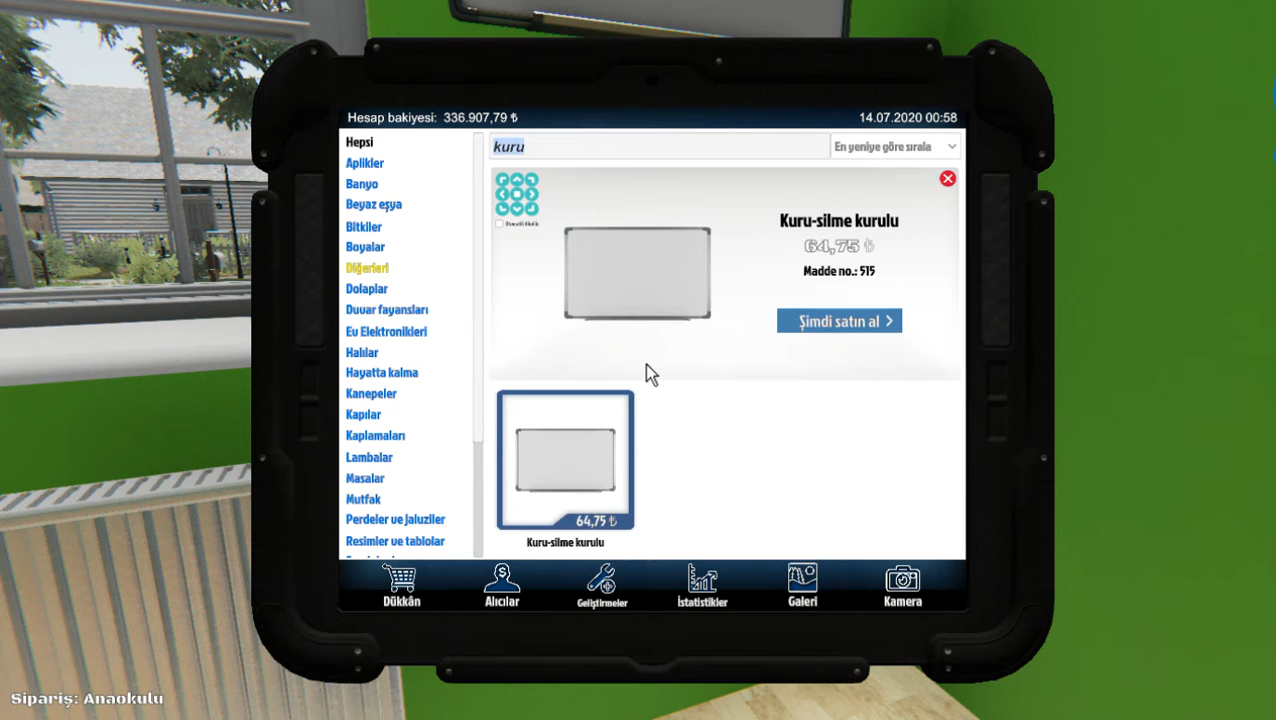 Hesap bakiyesi: 336.907,79 ₺
14.07.2020 00:58
Hepsi
Aplikler
Banyo
Beyaz eşya
Bitkiler
Boyalar
Diğerleri
Dolaplar
Duvar fayansları
Ev Elektronikleri
Halılar
Hayatta kalma
Kanepeler
Kapılar
Kaplamaları
Lambalar
Masalar
Mutfak
Perdeler ve jaluziler
Resimler ve tablolar
kuru
En yeniye göre sırala
Kuru-silme kurulu
64,75 ₺
Madde no.: 515
Şimdi satın al
64,75 ₺
Kuru-silme kurulu
Dükkân
Alıcılar
Geliştirmeler
İstatistikler
Galeri
Kamera
Sipariş: Anaokulu